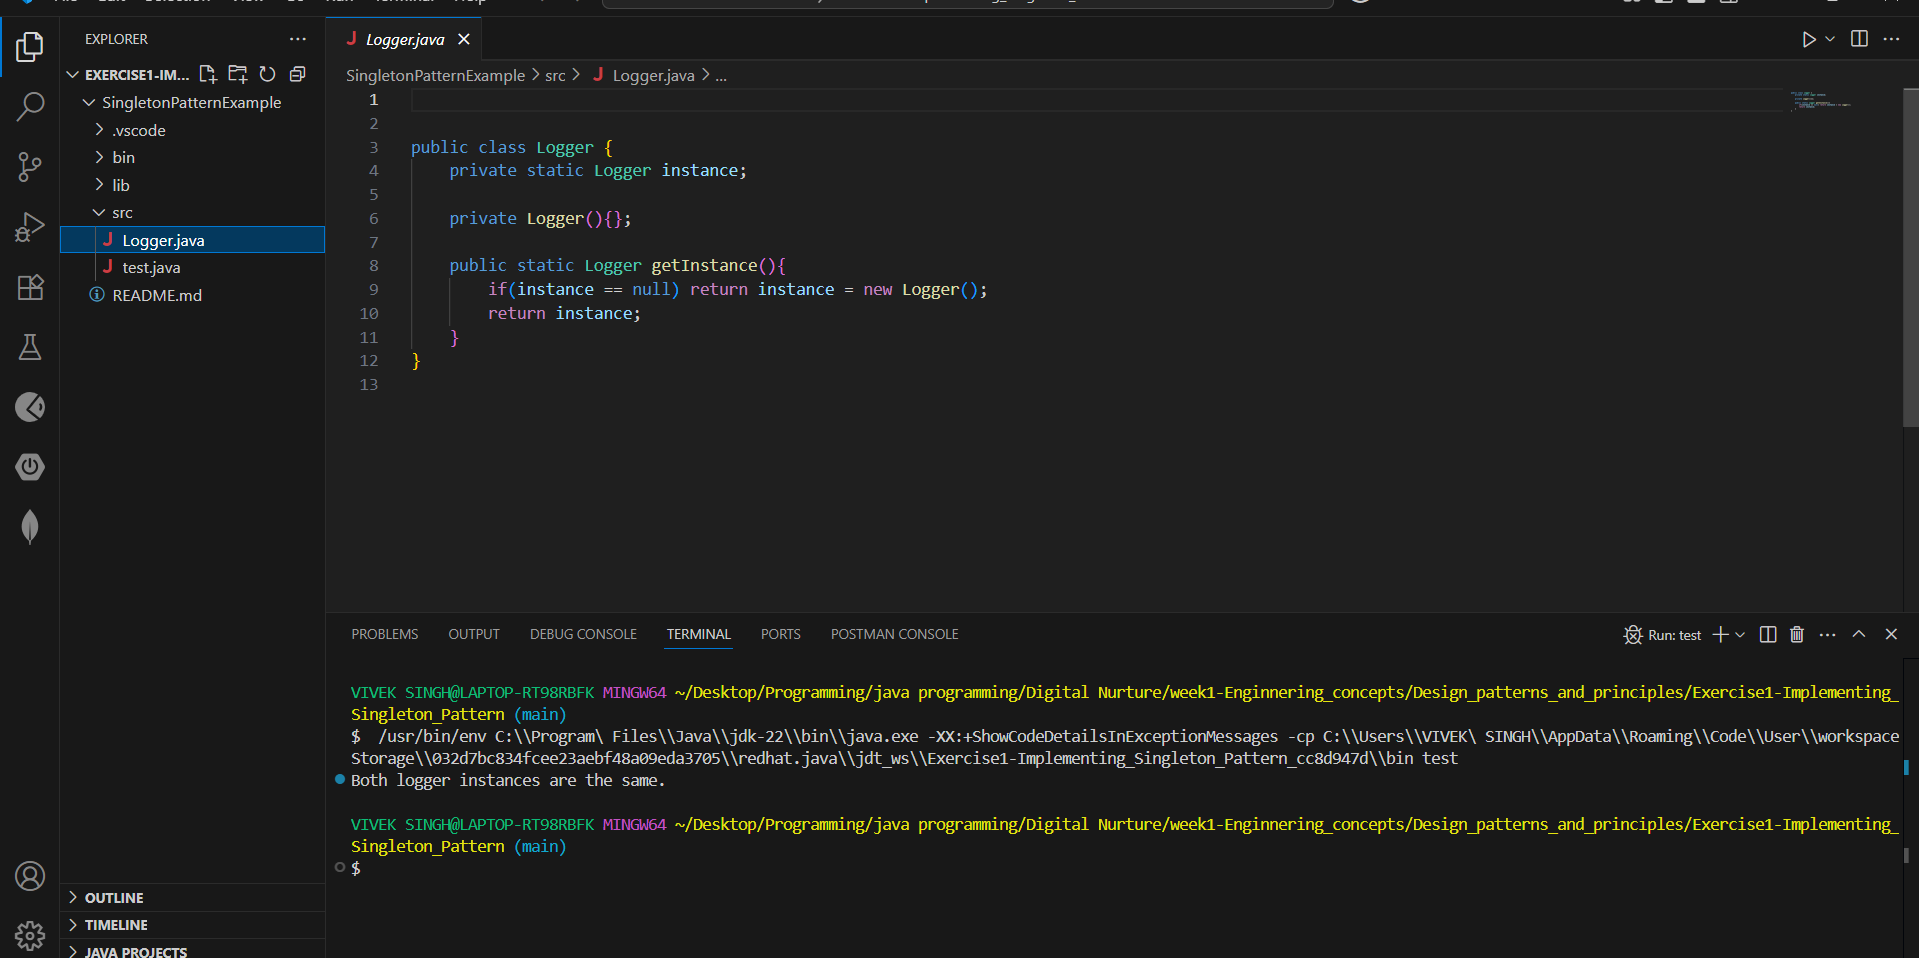 EXPLORER
Logger.java
EXERCISE1-IM...
SingletonPatternExample > src > J Logger.java > ...
SingletonPatternExample
.vscode
bin
lib
src
J Logger.java
J test.java
README.md
1
2
3 public class Logger {
4 private static Logger instance;
5
6 private Logger(){};
7
8 public static Logger getInstance(){
9 if(instance == null) return instance = new Logger();
10 return instance;
11 }
12 }
13
PROBLEMS OUTPUT DEBUG CONSOLE TERMINAL PORTS POSTMAN CONSOLE
Run: test
VIVEK SINGH@LAPTOP-RT98RBFK MINGW64 ~/Desktop/Programming/java programming/Digital Nurture/week1-Enginnering_concepts/Design_patterns_and_principles/Exercise1-Implementing_
Singleton_Pattern (main)
$ /usr/bin/env C:\\Program\ Files\\Java\\jdk-22\\bin\\java.exe -XX:+ShowCodeDetailsInExceptionMessages -cp C:\\Users\\VIVEK\ SINGH\\AppData\\Roaming\\Code\\User\\workspace
Storage\\032d7bc834fcee23aebf48a09eda3705\\redhat.java\\jdt_ws\\Exercise1-Implementing_Singleton_Pattern_cc8d947d\\bin test
Both logger instances are the same.
VIVEK SINGH@LAPTOP-RT98RBFK MINGW64 ~/Desktop/Programming/java programming/Digital Nurture/week1-Enginnering_concepts/Design_patterns_and_principles/Exercise1-Implementing_
Singleton_Pattern (main)
$
OUTLINE
TIMELINE
JAVA PROJECTS